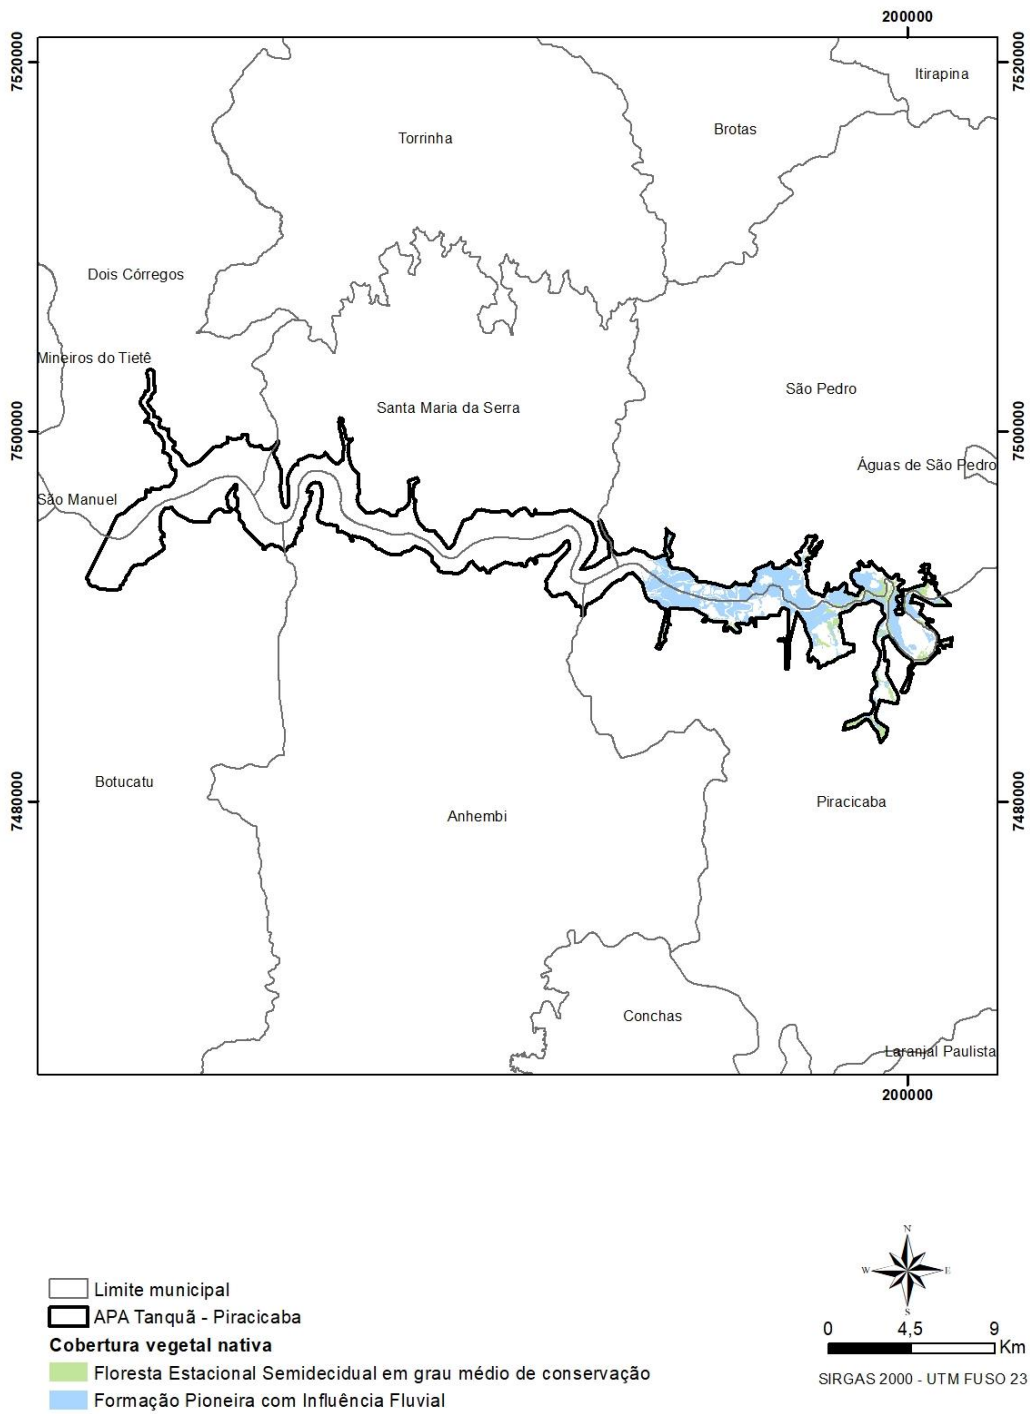 200000
7520000
7520000
Itirapina
Brotas
Torrinha
Dois Córregos
Mineiros do Tietê
São Pedro
Santa Maria da Serra
7500000
7500000
Águas de São Pedro
São Manuel
Botucatu
7480000
7480000
Piracicaba
Anhembi
Conchas
Laranjal Paulista
200000
N
W
E
S
Limite municipal
APA Tanquã - Piracicaba
Cobertura vegetal nativa
Floresta Estacional Semidecidual em grau médio de conservação
Formação Pioneira com Influência Fluvial
0 4,5 9
Km
SIRGAS 2000 - UTM FUSO 23